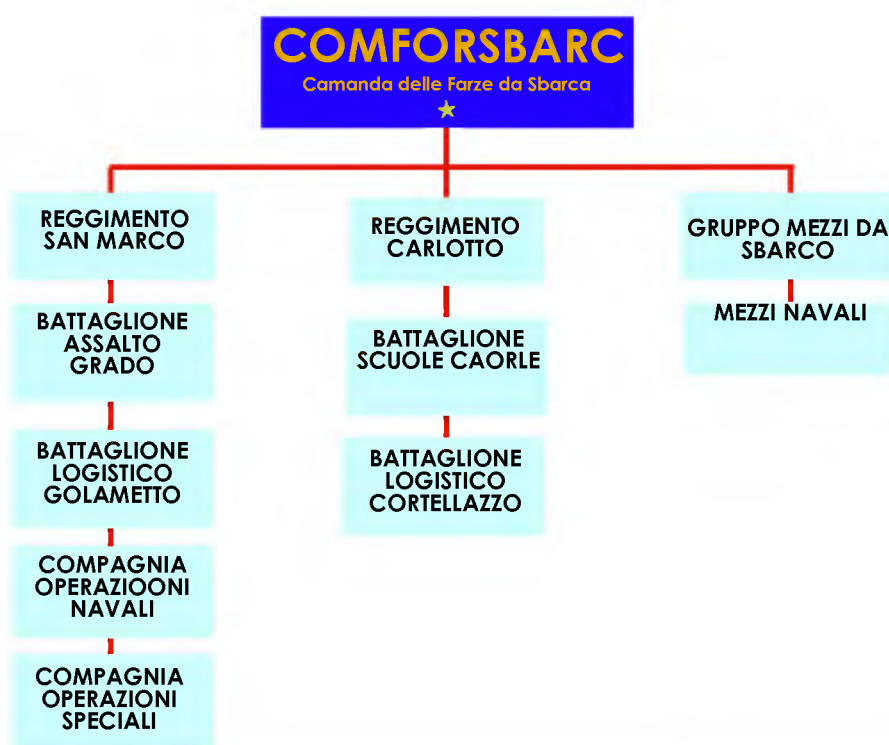 COMFORSBARC
Camanda delle Farze da Sbarca
REGGIMENTO
SAN MARCO
BATTAGLIONE
ASSALTO
GRADO
BATTAGLIONE
LOGISTICO
GOLAMETTO
COMPAGNIA
OPERAZIOONI
NAVALI
COMPAGNIA
OPERAZIONI
SPECIALI
REGGIMENTO
CARLOTTO
BATTAGLIONE
SCUOLE CAORLE
BATTAGLIONE
LOGISTICO
CORTELLAZZO
GRUPPO MEZZI DA
SBARCO
MEZZI NAVALI